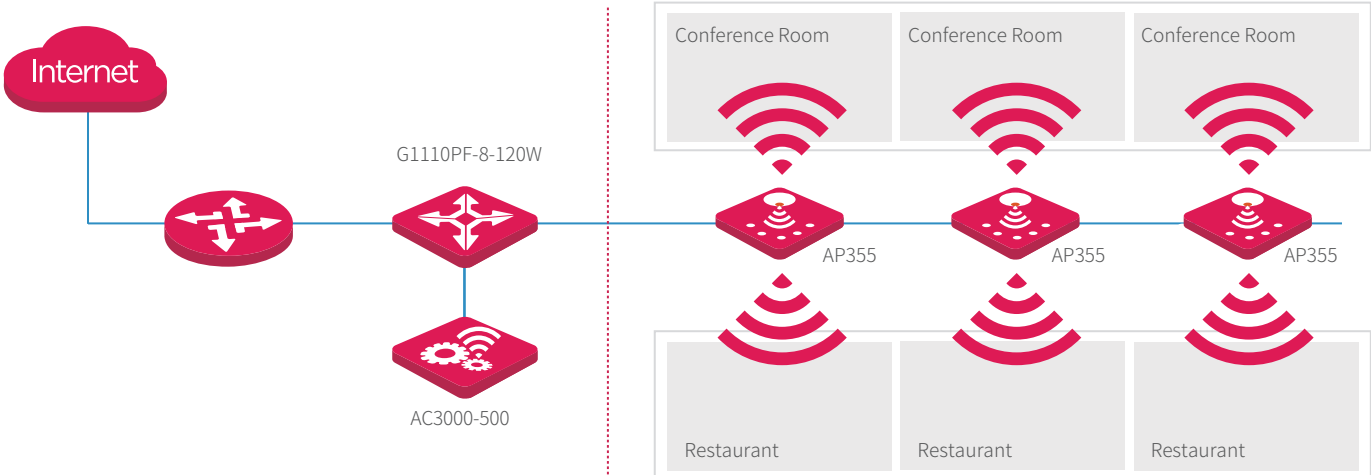 Internet
G1110PF-8-120W
AC3000-500
Conference Room
Conference Room
Conference Room
AP355
AP355
AP355
Restaurant
Restaurant
Restaurant